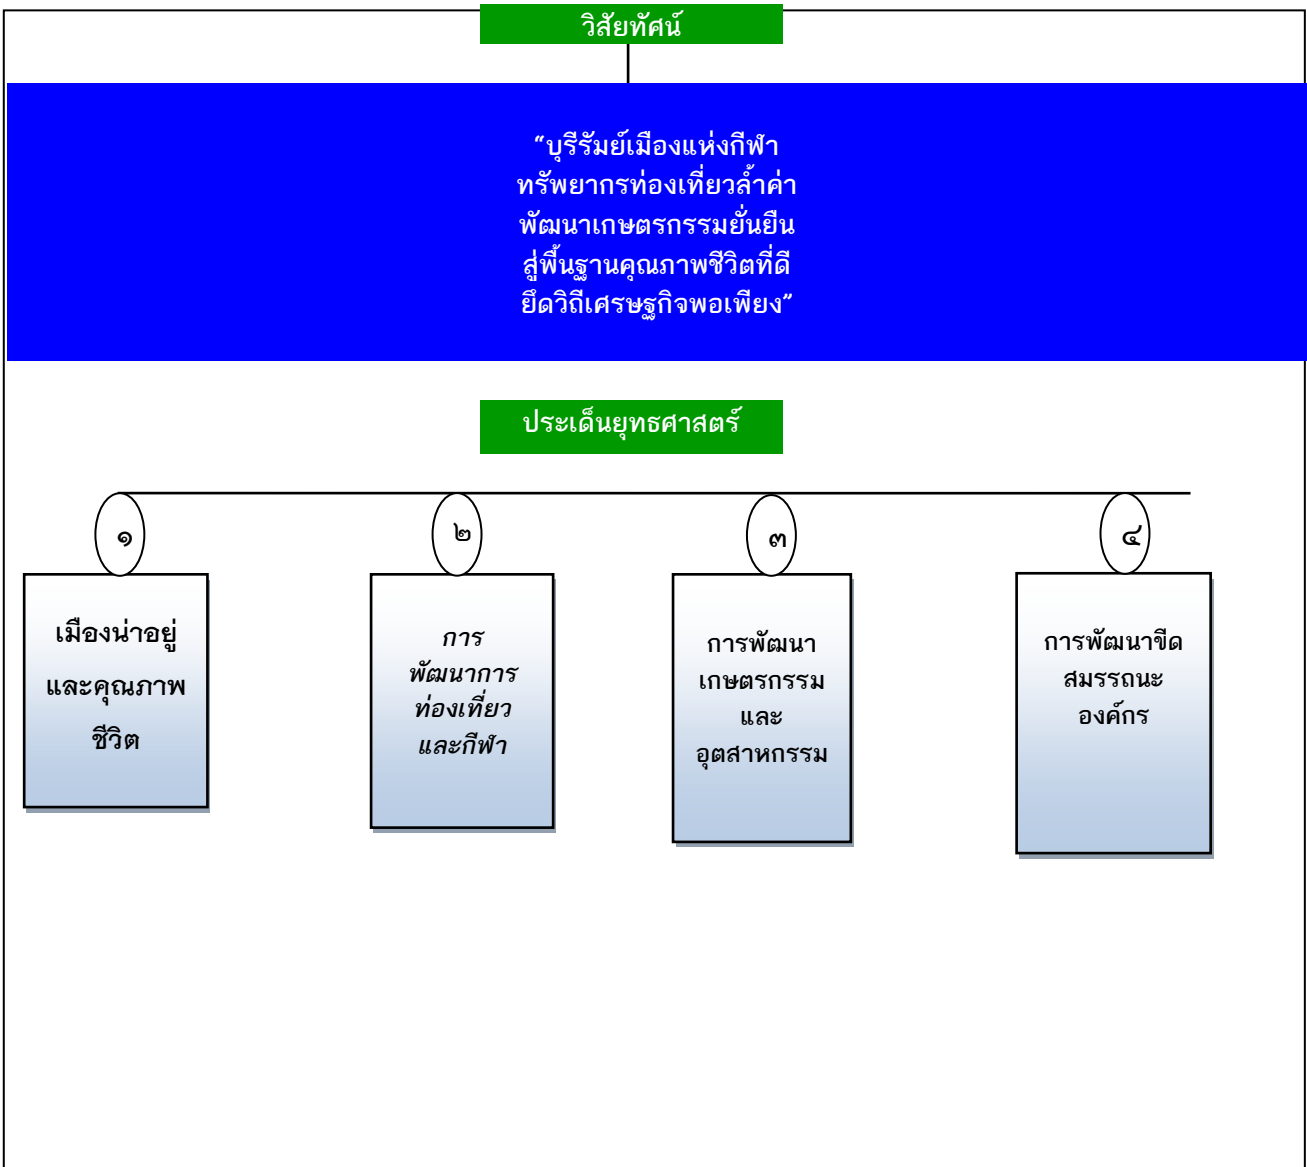 วิสัยทัศน์
“บุรีรัมย์เมืองแห่งกีฬา
ทรัพยากรท่องเที่ยวล้ำค่า
พัฒนาเกษตรกรรมยั่นยืน
สู่พื้นฐานคุณภาพชีวิตที่ดี
ยึดวิถีเศรษฐกิจพอเพียง”
ประเด็นยุทธศาสตร์
๑
เมืองน่าอยู่
และคุณภาพ
ชีวิต
๒
การ
พัฒนาการ
ท่องเที่ยว
และกีฬา
๓
การพัฒนา
เกษตรกรรม
และ
อุตสาหกรรม
๔
การพัฒนาขีด
สมรรถนะ
องค์กร